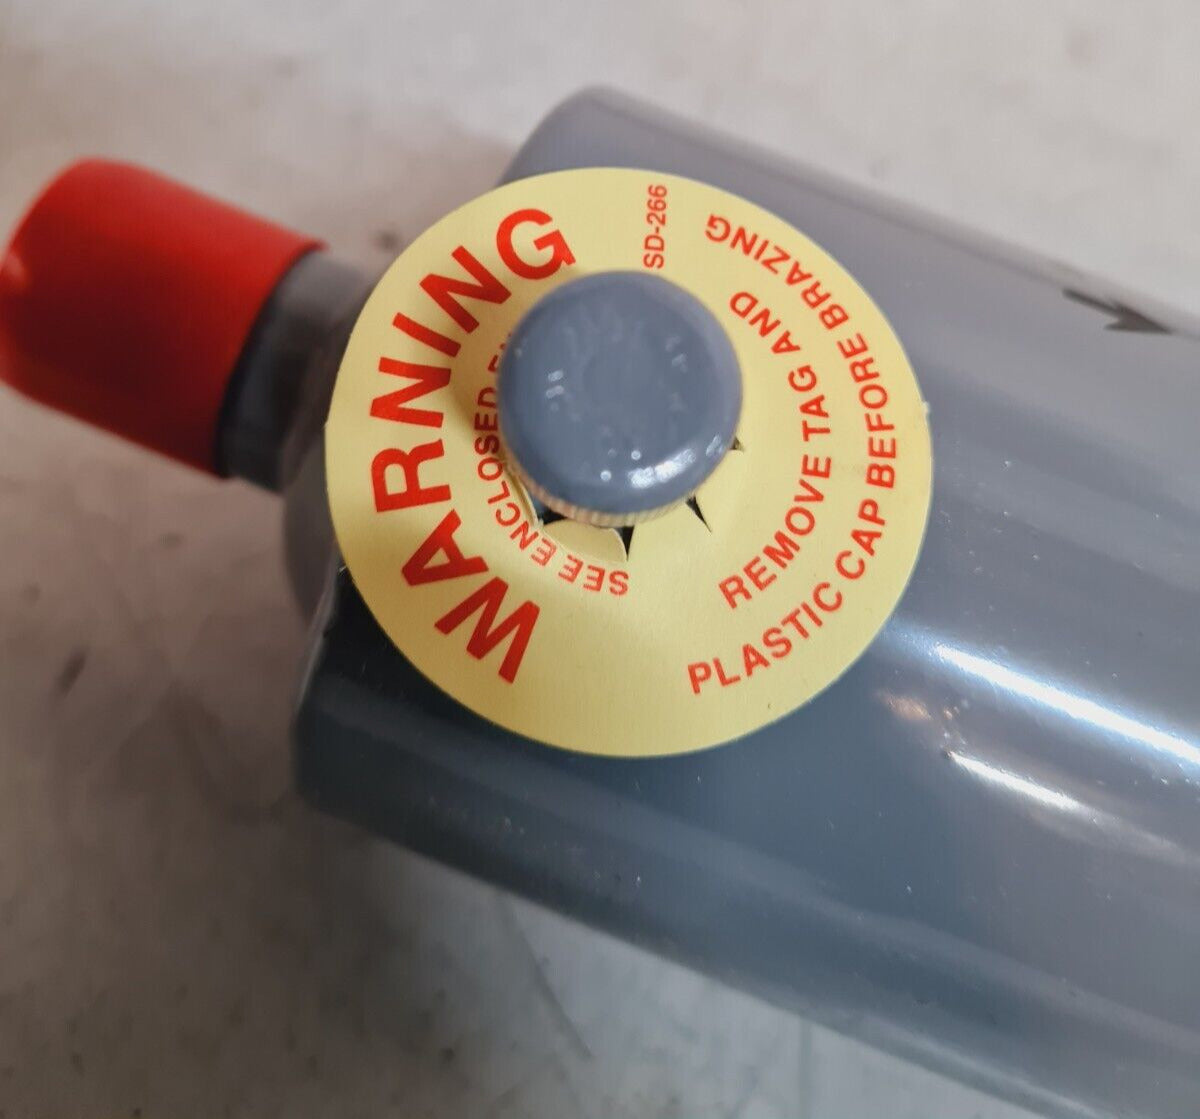 WARNING
SEE ENCLOSED
REMOVE TAG AND
PLASTIC CAP BEFORE BRAZING
SD-266